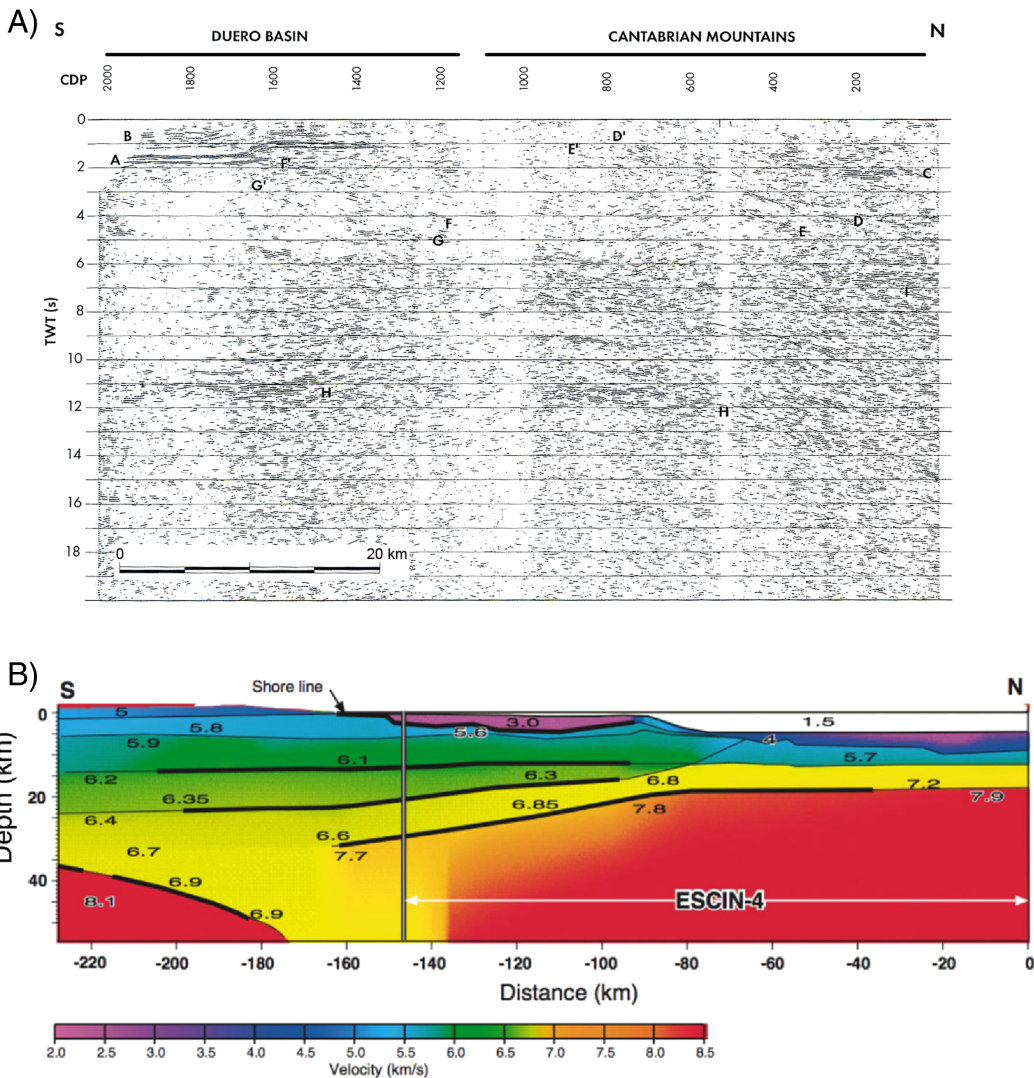 A) S N
DUERO BASIN CANTABRIAN MOUNTAINS
CDP 2000 1800 1600 1400 1200 1000 800 600 400 200
TWT (s)
0
B D'
E'
A F'
2
C
G'
4
F D
G E
6
I
8
10
H
12 H
14
16
18
0 20 km
B)
S Shore line N
Depth (km)
0
20
40
5 3.0 1.5
5.8 5.6
5.9 4 5.7
6.1
6.2 6.3 6.8 7.2
6.35 6.85 7.9
6.4 7.8
6.6
6.7 7.7
6.9
8.1 6.9
ESCIN-4
-220 -200 -180 -160 -140 -120 -100 -80 -60 -40 -20 0
Distance (km)
2.0 2.5 3.0 3.5 4.0 4.5 5.0 5.5 6.0 6.5 7.0 7.5 8.0 8.5
Velocity (km/s)